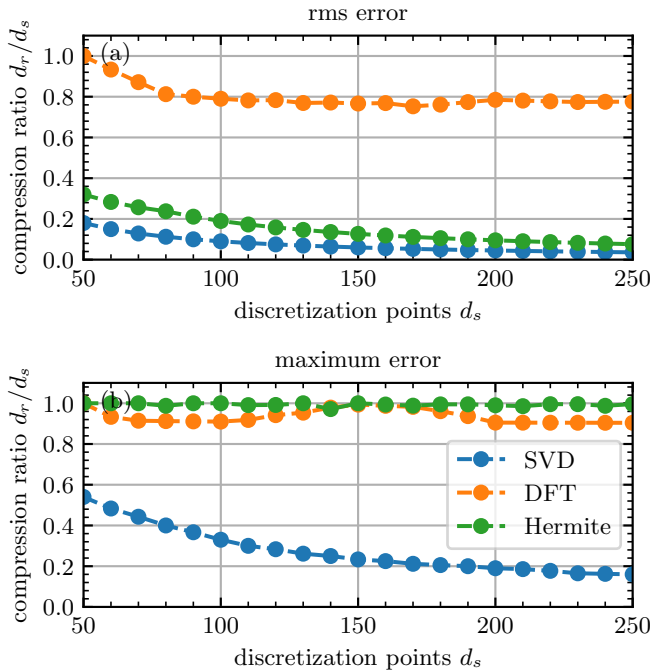 rms error
(a)
compression ratio d_r/d_s
1.0
0.8
0.6
0.4
0.2
0.0
50 100 150 200 250
discretization points d_s
maximum error
(b)
compression ratio d_r/d_s
1.0
0.8
0.6
0.4
0.2
0.0
SVD
DFT
Hermite
50 100 150 200 250
discretization points d_s